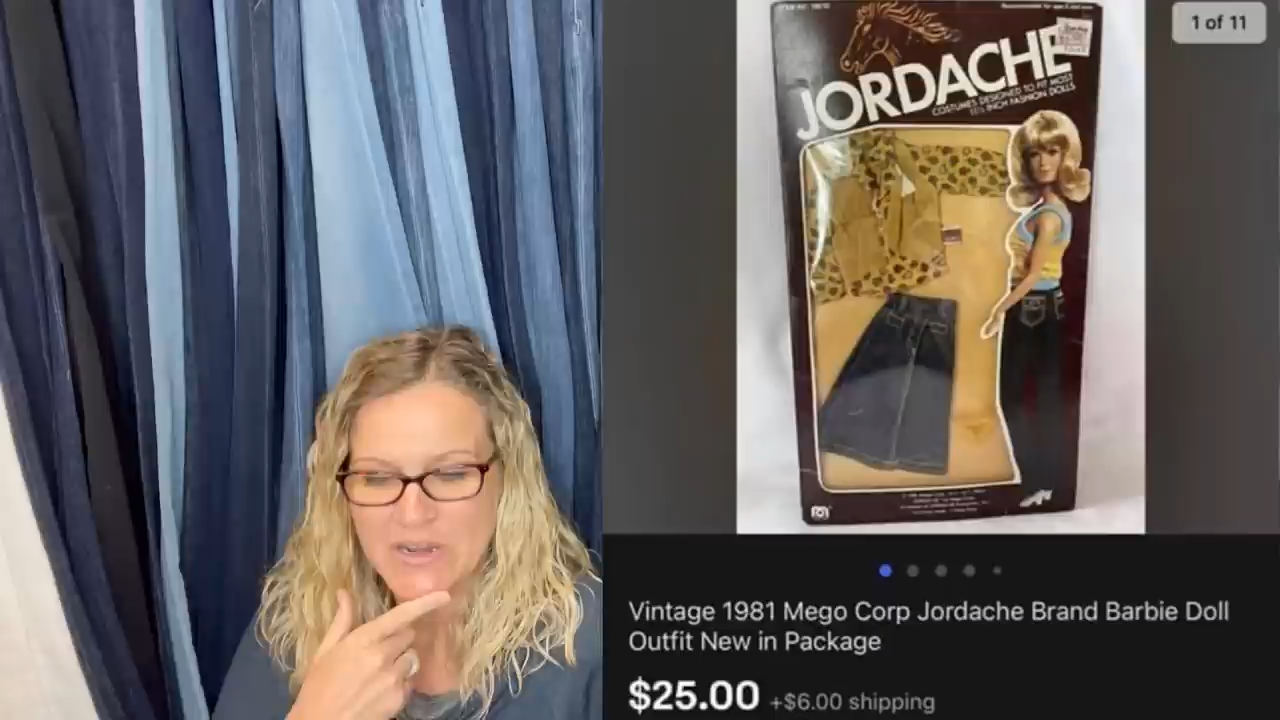 1 of 11
JORDACHE
COSTUMES DESIGNED TO FIT MOST
11½ INCH FASHION DOLLS
Vintage 1981 Mego Corp Jordache Brand Barbie Doll
Outfit New in Package
$25.00 +$6.00 shipping